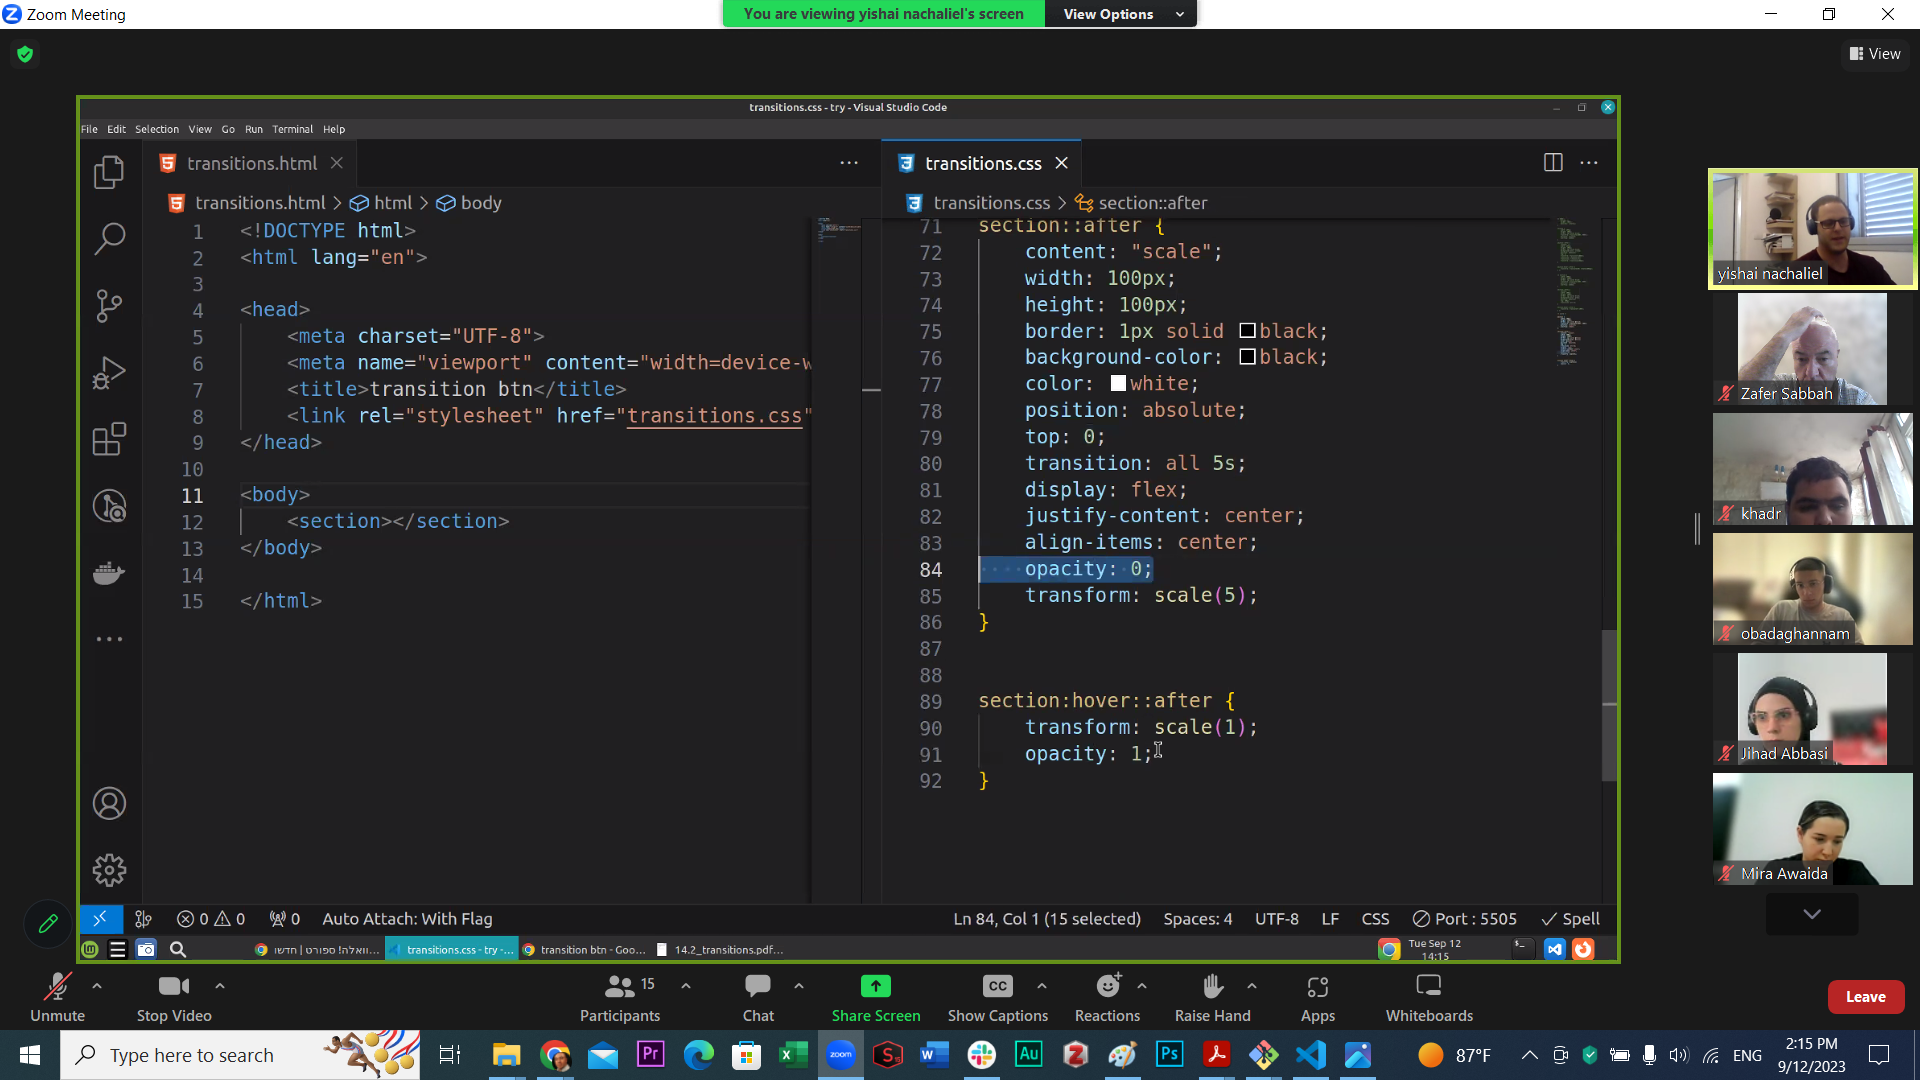 Zoom Meeting
You are viewing yishai nachaliel's screen
View Options
View
transitions.css - try - Visual Studio Code
File Edit Selection View Go Run Terminal Help
transitions.html
transitions.html > html > body
1 <!DOCTYPE html>
2 <html lang="en">
3
4 <head>
5 <meta charset="UTF-8">
6 <meta name="viewport" content="width=device-w
7 <title>transition btn</title>
8 <link rel="stylesheet" href="transitions.css"
9 </head>
10
11 <body>
12 <section></section>
13 </body>
14
15 </html>
transitions.css
transitions.css > section::after
71 section::after {
72 content: "scale";
73 width: 100px;
74 height: 100px;
75 border: 1px solid black;
76 background-color: black;
77 color: white;
78 position: absolute;
79 top: 0;
80 transition: all 5s;
81 display: flex;
82 justify-content: center;
83 align-items: center;
84 opacity: 0;
85 transform: scale(5);
86 }
87
88
89 section:hover::after {
90 transform: scale(1);
91 opacity: 1;
92 }
yishai nachaliel
Zafer Sabbah
khadr
obadaghannam
Jihad Abbasi
Mira Awaida
0 0 0 Auto Attach: With Flag
Ln 84, Col 1 (15 selected) Spaces: 4 UTF-8 LF CSS Port : 5505 Spell
וואלה! ספורט | חדשו...
transitions.css - try -...
transition btn - Goo...
14.2_transitions.pdf...
Tue Sep 12
14:15
Unmute
Stop Video
15
Participants
Chat
Share Screen
CC
Show Captions
Reactions
Raise Hand
Apps
Whiteboards
Leave
Type here to search
Pr
zoom
S
W
Au
Z
Ps
87°F
ENG
2:15 PM
9/12/2023